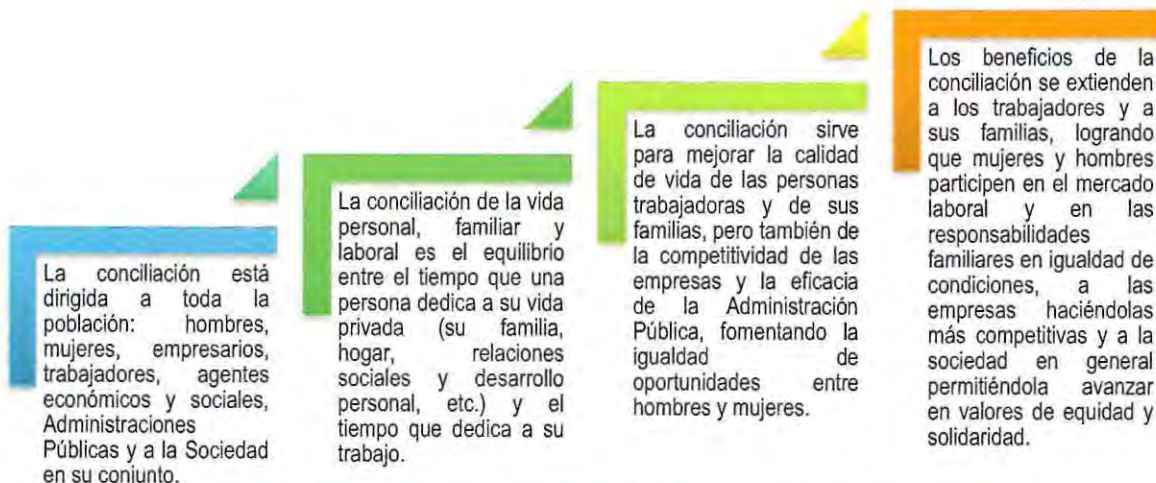 La conciliación está
dirigida a toda la
población: hombres,
mujeres, empresarios,
trabajadores, agentes
económicos y sociales,
Administraciones
Públicas y a la Sociedad
en su conjunto.
La conciliación de la vida
personal, familiar y
laboral es el equilibrio
entre el tiempo que una
persona dedica a su vida
privada (su familia,
hogar, relaciones
sociales y desarrollo
personal, etc.) y el
tiempo que dedica a su
trabajo.
La conciliación sirve
para mejorar la calidad
de vida de las personas
trabajadoras y de sus
familias, pero también de
la competitividad de las
empresas y la eficacia
de la Administración
Pública, fomentando la
igualdad de
oportunidades entre
hombres y mujeres.
Los beneficios de la
conciliación se extienden
a los trabajadores y a
sus familias, logrando
que mujeres y hombres
participen en el mercado
laboral y en las
responsabilidades
familiares en igualdad de
condiciones, a las
empresas haciéndolas
más competitivas y a la
sociedad en general
permitiéndola avanzar
en valores de equidad y
solidaridad.